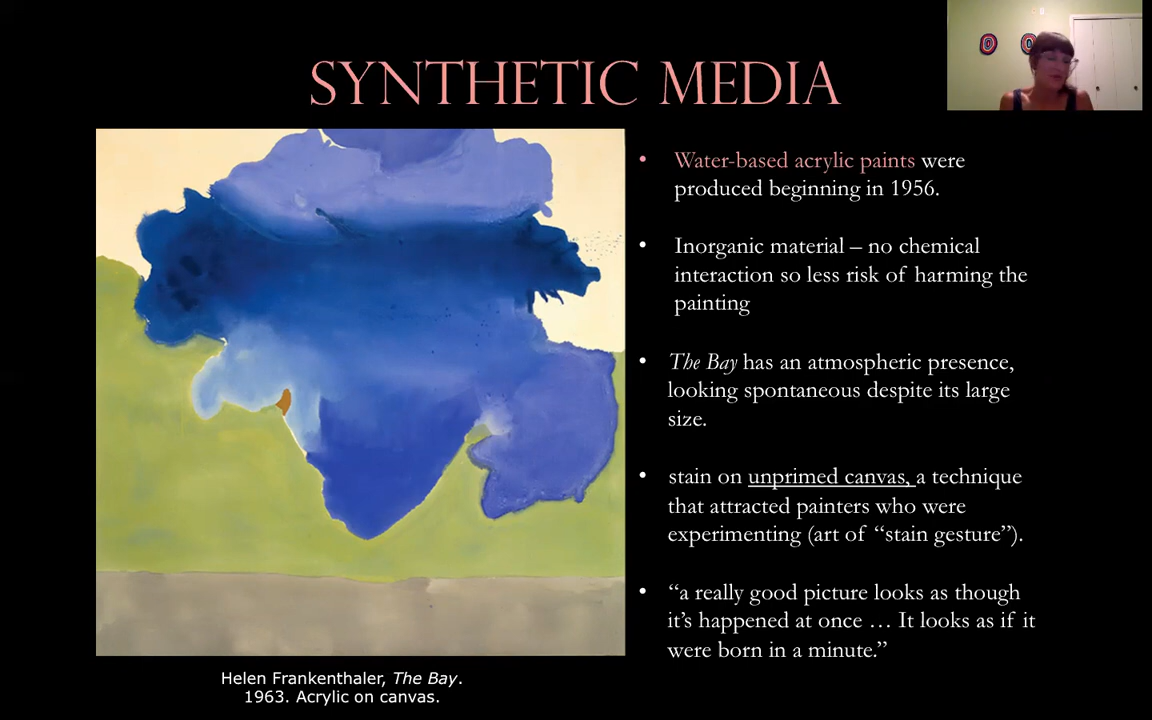 SYNTHETIC MEDIA
• Water-based acrylic paints were
produced beginning in 1956.
• Inorganic material – no chemical
interaction so less risk of harming the
painting
• The Bay has an atmospheric presence,
looking spontaneous despite its large
size.
• stain on unprimed canvas, a technique
that attracted painters who were
experimenting (art of “stain gesture”).
• “a really good picture looks as though
it’s happened at once … It looks as if it
were born in a minute.”
Helen Frankenthaler, The Bay.
1963. Acrylic on canvas.